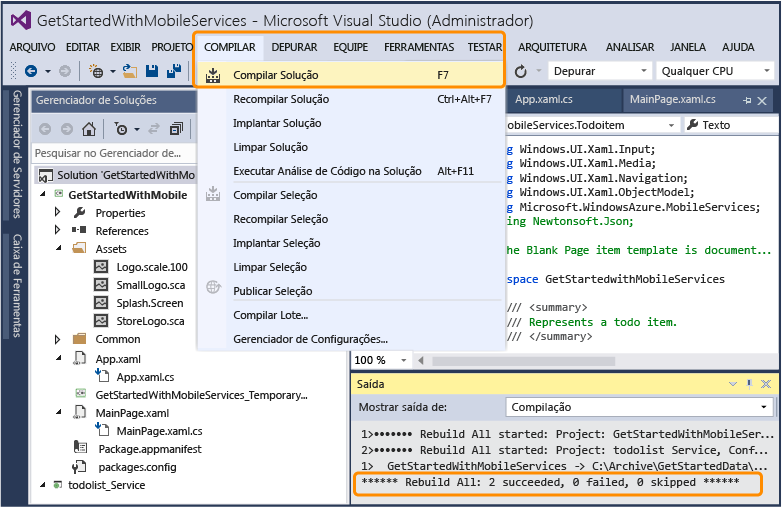 GetStartedWithMobileServices - Microsoft Visual Studio (Administrador)
ARQUIVO EDITAR EXIBIR PROJETO COMPILAR DEPURAR EQUIPE FERRAMENTAS TESTAR ARQUITETURA ANALISAR JANELA AJUDA
Depurar Qualquer CPU
Compilar Solução F7
Recompilar Solução Ctrl+Alt+F7
Implantar Solução
Limpar Solução
Executar Análise de Código na Solução Alt+F11
Compilar Seleção
Recompilar Seleção
Implantar Seleção
Limpar Seleção
Publicar Seleção
Compilar Lote...
Gerenciador de Configurações...
Gerenciador de Servidores
Caixa de Ferramentas
Gerenciador de Soluções
Pesquisar no Gerenciador de...
Solution 'GetStartedWithMo
GetStartedWithMobile
Properties
References
Assets
Logo.scale.100
SmallLogo.sca
Splash.Screen
StoreLogo.sca
Common
App.xaml
App.xaml.cs
GetStartedWithMobileServices_Temporary...
MainPage.xaml
MainPage.xaml.cs
Package.appmanifest
packages.config
todolist_Service
App.xaml.cs MainPage.xaml.cs
obileServices.Todoitem Texto
g Windows.UI.Xaml.Input;
g Windows.UI.Xaml.Media;
g Windows.UI.Xaml.Navigation;
g Windows.UI.Xaml.ObjectModel;
g Microsoft.WindowsAzure.MobileServices;
ing Newtonsoft.Json;
he Blank Page item template is document...
space GetStartedwithMobileServices
/// <summary>
/// Represents a todo item.
/// </summary>
100 %
Saída
Mostrar saída de: Compilação
1>••••••• Rebuild All started: Project: GetStartedWithMobileSer...
2>••••••• Rebuild All started: Project: todolist Service, Conf...
1> GetStartedWithMobileServices -> C:\Archive\GetStartedData\...
****** Rebuild All: 2 succeeded, 0 failed, 0 skipped ******